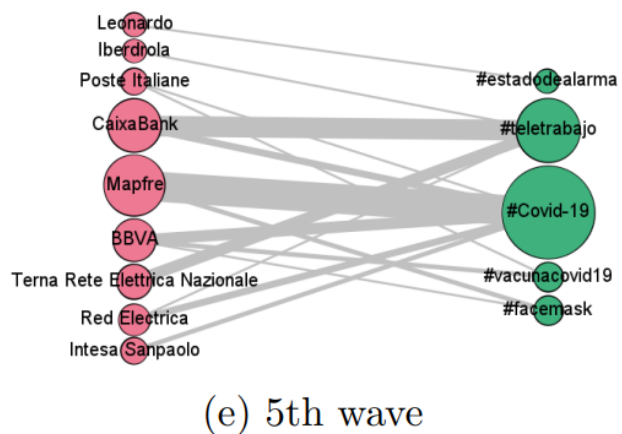 Leonardo
Iberdrola
Poste Italiane
CaixaBank
Mapfre
BBVA
Terna Rete Elettrica Nazionale
Red Electrica
Intesa Sanpaolo
#estadodealarma
#teletrabajo
#Covid-19
#vacunacovid19
#facemask
(e) 5th wave